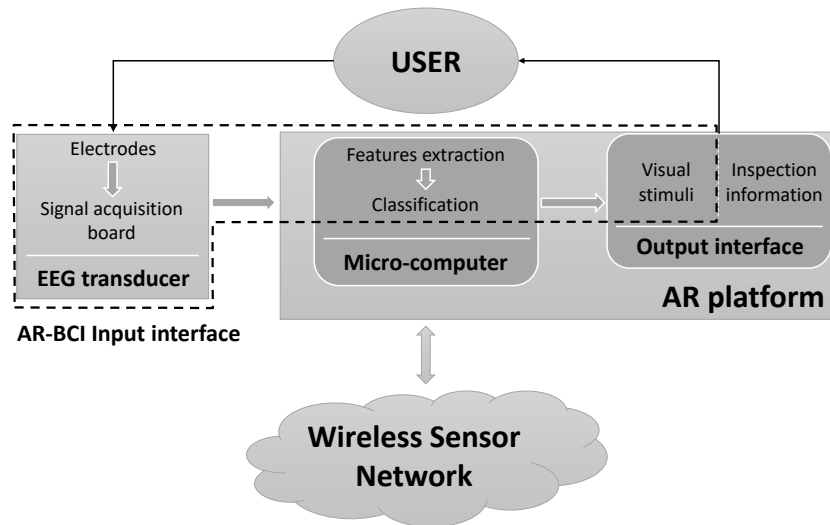 USER
Electrodes
Signal acquisition
board
EEG transducer
AR-BCI Input interface
Features extraction
Classification
Micro-computer
Visual
stimuli
Inspection
information
Output interface
AR platform
Wireless Sensor
Network